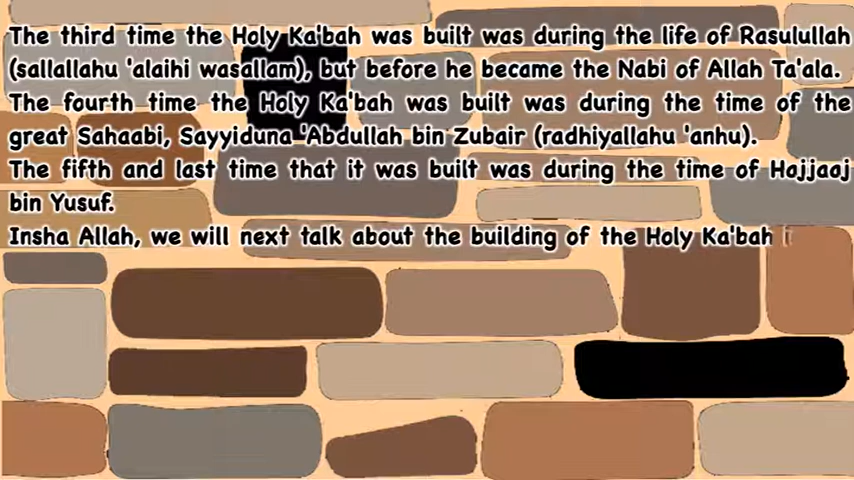 The third time the Holy Ka'bah was built was during the life of Rasulullah
(sallallahu 'alaihi wasallam), but before he became the Nabi of Allah Ta'ala.
The fourth time the Holy Ka'bah was built was during the time of the
great Sahaabi, Sayyiduna 'Abdullah bin Zubair (radhiyallahu 'anhu).
The fifth and last time that it was built was during the time of Hajjaaj
bin Yusuf.
Insha Allah, we will next talk about the building of the Holy Ka'bah